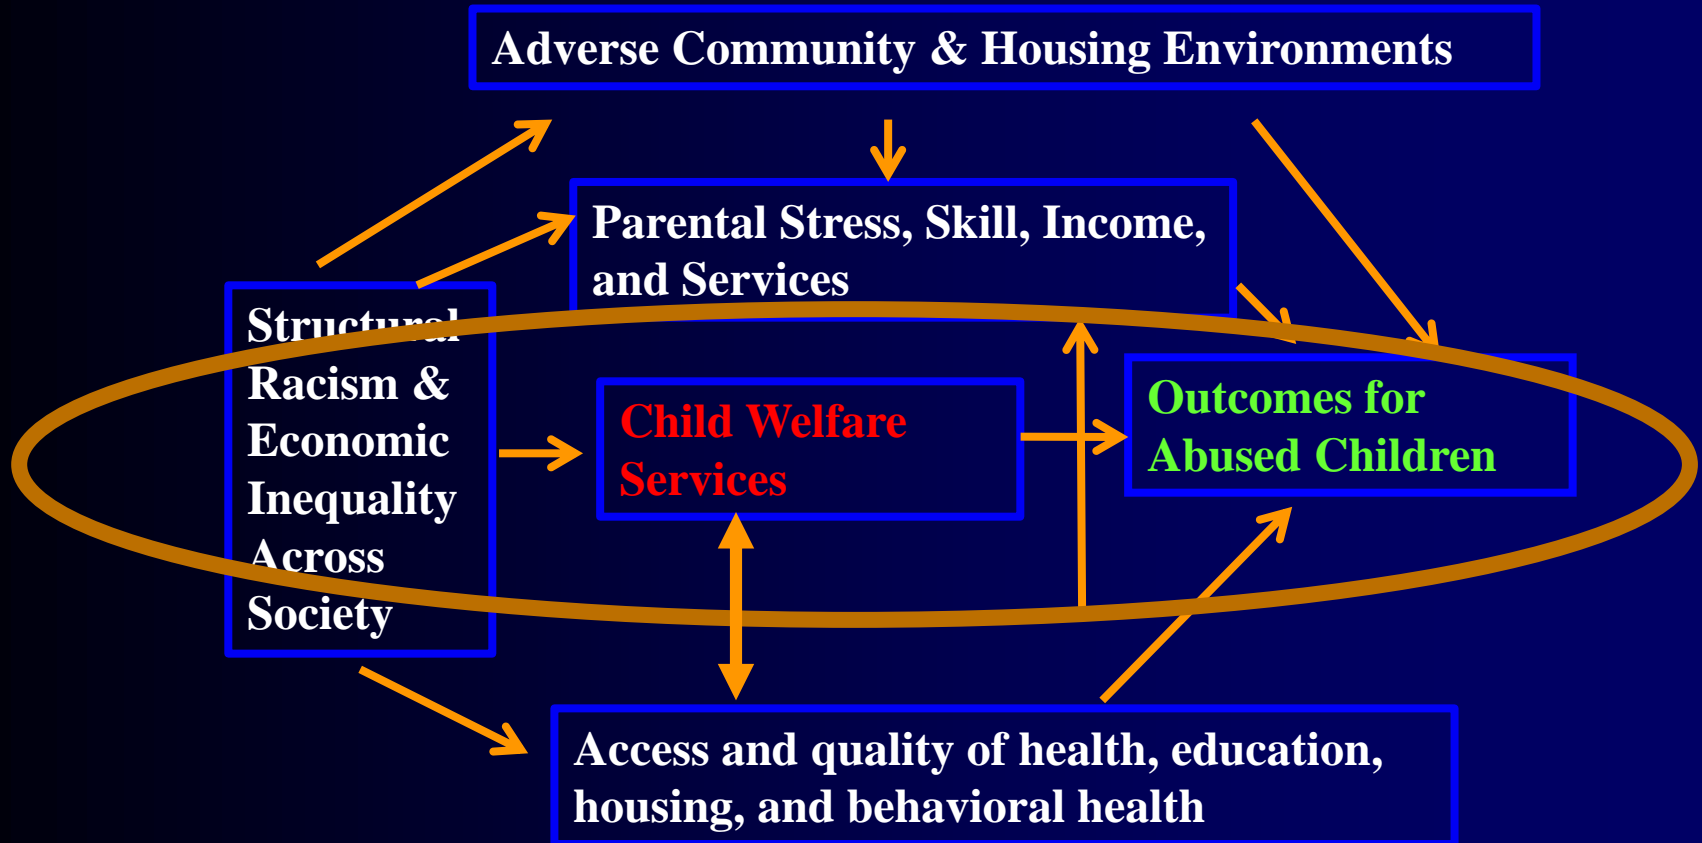 Adverse Community & Housing Environments
Parental Stress, Skill, Income,
and Services
Structural
Racism &
Economic
Inequality
Across
Society
Child Welfare
Services
Outcomes for
Abused Children
Access and quality of health, education,
housing, and behavioral health